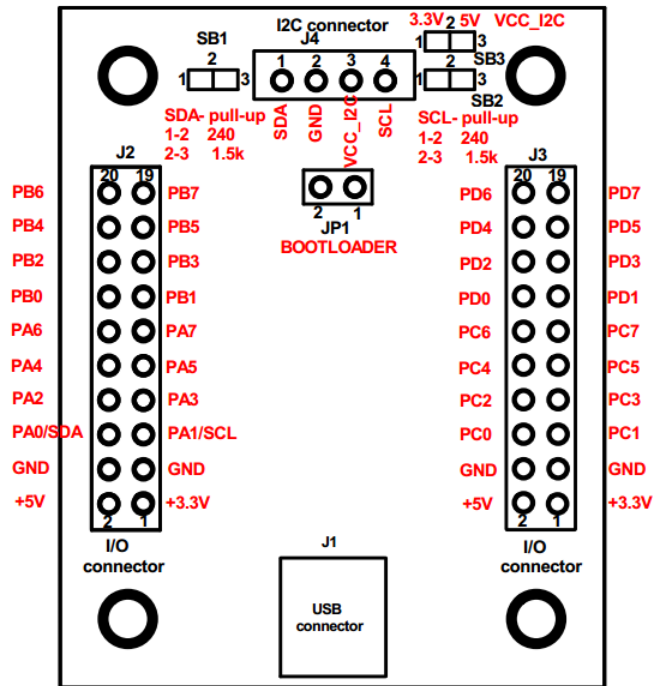 I2C connector
3.3V 2 5V VCC_I2C
SB1
J4
2
1 3
1 2 3 4
1 3
SB3
2
1 3
SB2
SDA
GND
VCC_I2C
SCL
SDA- pull-up
1-2 240
2-3 1.5k
SCL- pull-up
1-2 240
2-3 1.5k
J2
20 19
PB6 PB7
PB4 PB5
PB2 PB3
PB0 PB1
PA6 PA7
PA4 PA5
PA2 PA3
PA0/SDA PA1/SCL
GND GND
+5V +3.3V
2 1
I/O
connector
2 1
JP1
BOOTLOADER
J3
20 19
PD6 PD7
PD4 PD5
PD2 PD3
PD0 PD1
PC6 PC7
PC4 PC5
PC2 PC3
PC0 PC1
GND GND
+5V +3.3V
2 1
I/O
connector
J1
USB
connector